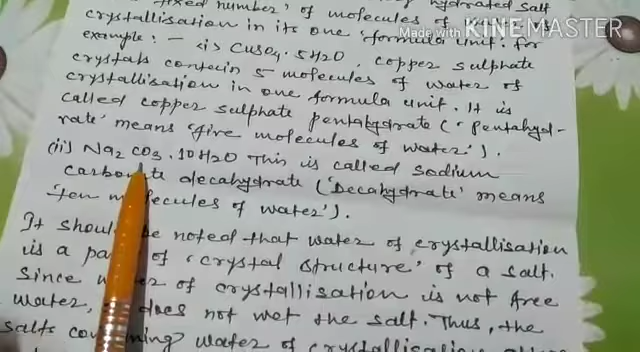 fixed number' of molecules of water of
hydrated salt
crystallisation in its one 'formula unit'. for
Made with KINEMASTER
example: - (i) CuSO4.5H2O, copper sulphate
crystals contain 5 molecules of water of
crystallisation in one formula unit. It is
called copper sulphate pentahydrate ('pentahyd-
rate' means 'five molecules of water').
(ii) Na2CO3.10H2O This is called sodium
carbonate decahydrate ('Decahydrate' means
'ten molecules of water').
It should be noted that water of crystallisation
is a part of 'crystal structure' of a salt.
Since water of crystallisation is not free
water, does not wet the salt. Thus, the
salts containing water of crystallisation